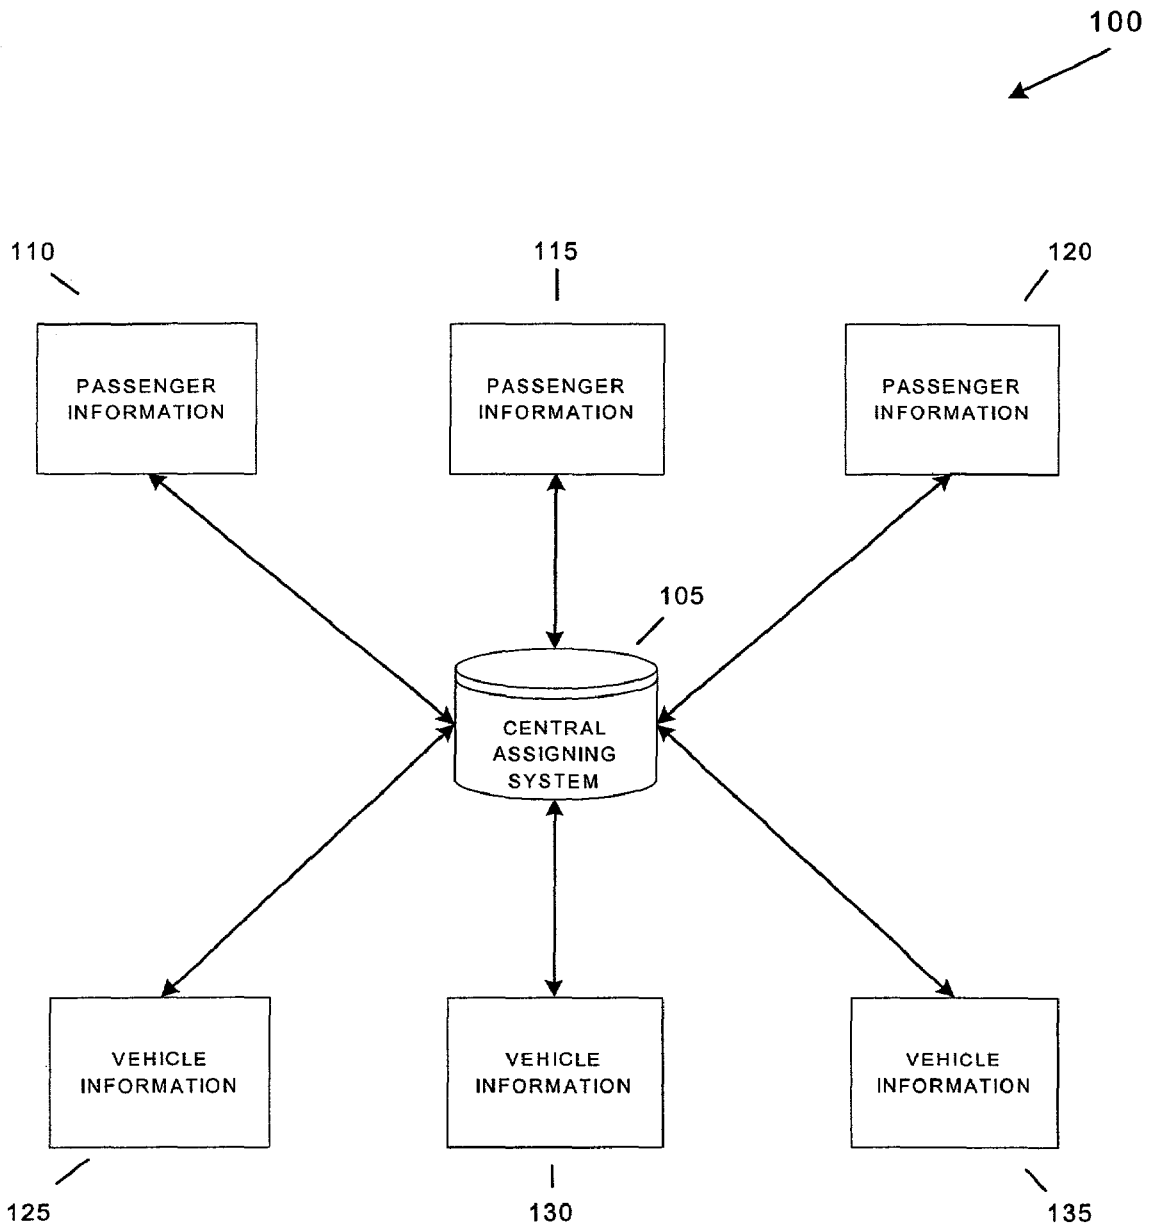 100
110
115
120
PASSENGER
INFORMATION
PASSENGER
INFORMATION
PASSENGER
INFORMATION
105
CENTRAL
ASSIGNING
SYSTEM
VEHICLE
INFORMATION
VEHICLE
INFORMATION
VEHICLE
INFORMATION
125
130
135